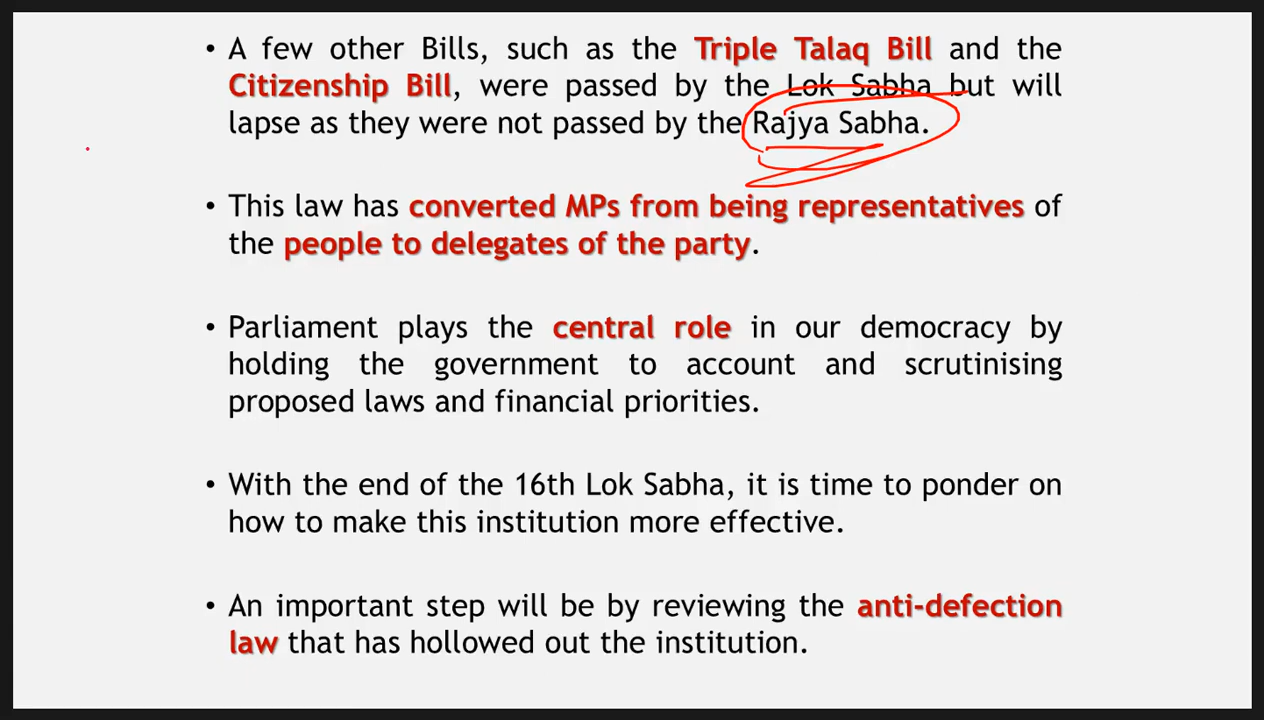 • A few other Bills, such as the Triple Talaq Bill and the
Citizenship Bill, were passed by the Lok Sabha but will
lapse as they were not passed by the Rajya Sabha.
• This law has converted MPs from being representatives of
the people to delegates of the party.
• Parliament plays the central role in our democracy by
holding the government to account and scrutinising
proposed laws and financial priorities.
• With the end of the 16th Lok Sabha, it is time to ponder on
how to make this institution more effective.
• An important step will be by reviewing the anti-defection
law that has hollowed out the institution.